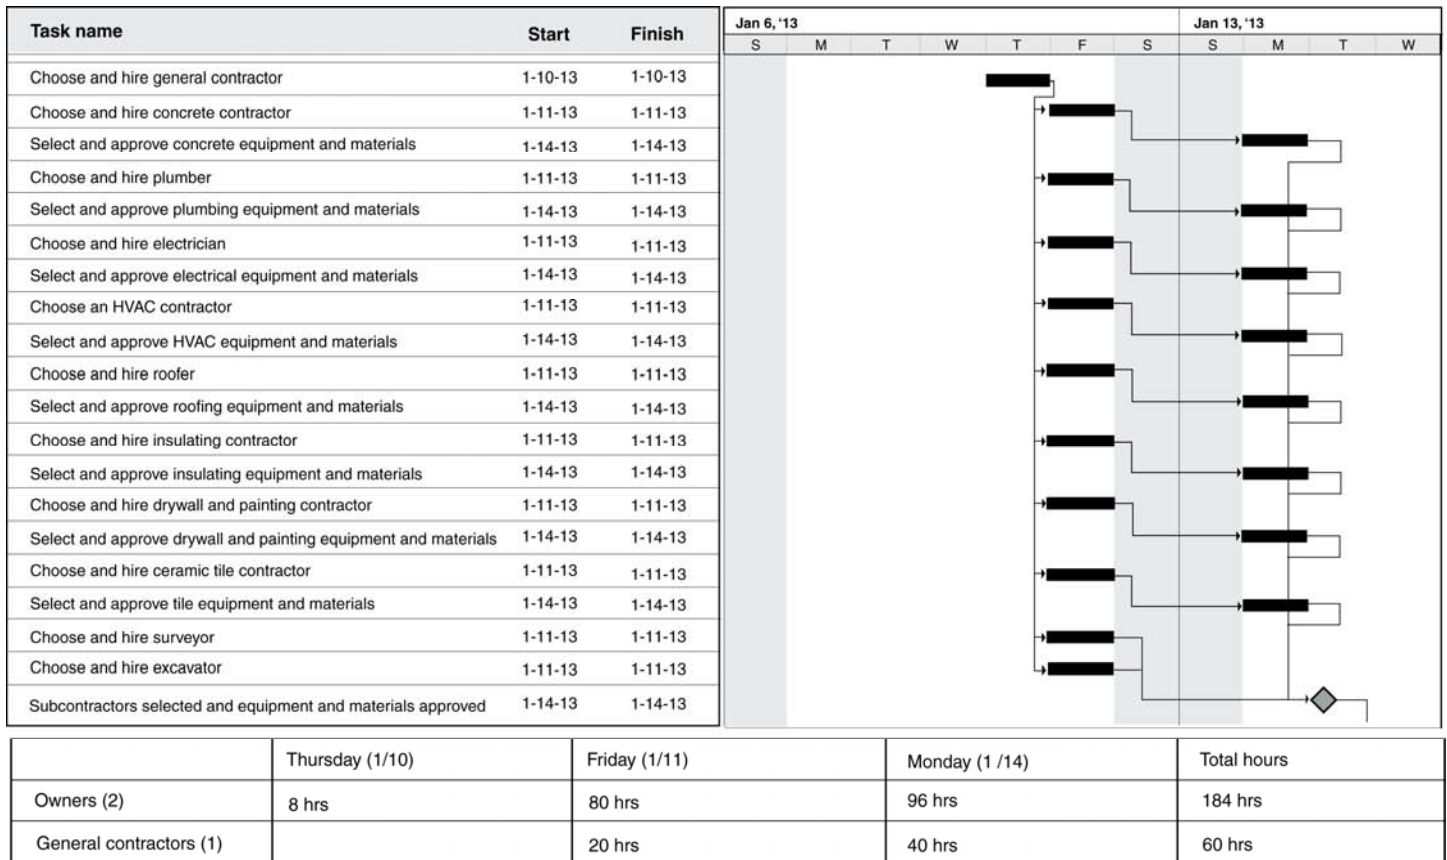 Task name Start Finish Jan 6, ‘13 Jan 13, ‘13
S M T W T F S S M T W
Choose and hire general contractor 1-10-13 1-10-13
Choose and hire concrete contractor 1-11-13 1-11-13
Select and approve concrete equipment and materials 1-14-13 1-14-13
Choose and hire plumber 1-11-13 1-11-13
Select and approve plumbing equipment and materials 1-14-13 1-14-13
Choose and hire electrician 1-11-13 1-11-13
Select and approve electrical equipment and materials 1-14-13 1-14-13
Choose an HVAC contractor 1-11-13 1-11-13
Select and approve HVAC equipment and materials 1-14-13 1-14-13
Choose and hire roofer 1-11-13 1-11-13
Select and approve roofing equipment and materials 1-14-13 1-14-13
Choose and hire insulating contractor 1-11-13 1-11-13
Select and approve insulating equipment and materials 1-14-13 1-14-13
Choose and hire drywall and painting contractor 1-11-13 1-11-13
Select and approve drywall and painting equipment and materials 1-14-13 1-14-13
Choose and hire ceramic tile contractor 1-11-13 1-11-13
Select and approve tile equipment and materials 1-14-13 1-14-13
Choose and hire surveyor 1-11-13 1-11-13
Choose and hire excavator 1-11-13 1-11-13
Subcontractors selected and equipment and materials approved 1-14-13 1-14-13
Thursday (1/10) Friday (1/11) Monday (1 /14) Total hours
Owners (2) 8 hrs 80 hrs 96 hrs 184 hrs
General contractors (1) 20 hrs 40 hrs 60 hrs